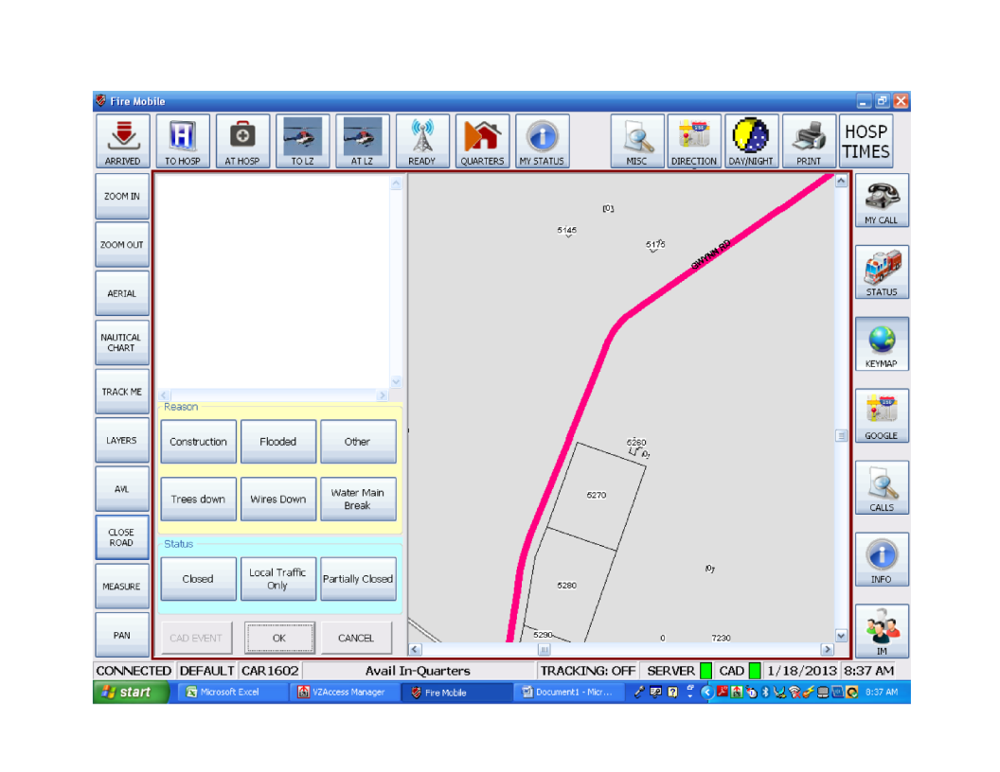 Fire Mobile
ARRIVED
TO HOSP
AT HOSP
TO LZ
AT LZ
READY
QUARTERS
MY STATUS
MISC
DIRECTION
DAY/NIGHT
PRINT
HOSP
TIMES
ZOOM IN
ZOOM OUT
AERIAL
NAUTICAL
CHART
TRACK ME
LAYERS
AVL
CLOSE
ROAD
MEASURE
PAN
Reason
Construction
Flooded
Other
Trees down
Wires Down
Water Main
Break
Status
Closed
Local Traffic
Only
Partially Closed
CAD EVENT
OK
CANCEL
[0]
5145
5175
GWYNN RD
5260
5270
5280
5290
0
7230
MY CALL
STATUS
KEYMAP
GOOGLE
CALLS
INFO
IM
CONNECTED DEFAULT CAR1602 Avail In-Quarters TRACKING: OFF SERVER CAD 1/18/2013 8:37 AM
start Microsoft Excel VZAccess Manager Fire Mobile Document1 - Micr... 8:37 AM